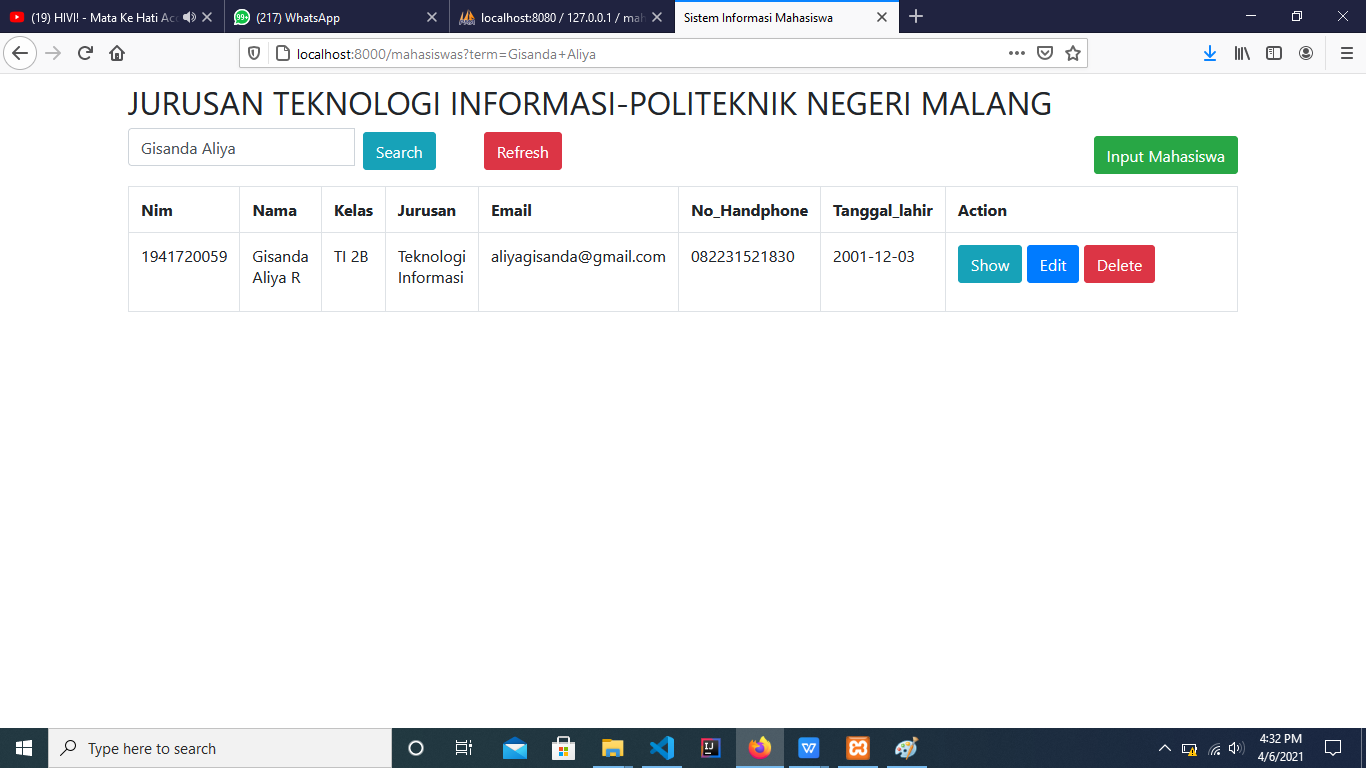 (19) HIVI! - Mata Ke Hati Aco
99+ (217) WhatsApp
localhost:8080 / 127.0.0.1 / mah
Sistem Informasi Mahasiswa
localhost:8000/mahasiswas?term=Gisanda+Aliya
JURUSAN TEKNOLOGI INFORMASI-POLITEKNIK NEGERI MALANG
Gisanda Aliya Search Refresh Input Mahasiswa
Nim Nama Kelas Jurusan Email No_Handphone Tanggal_lahir Action
1941720059 Gisanda TI 2B Teknologi aliyagisanda@gmail.com 082231521830 2001-12-03 Show Edit Delete
Aliya R Informasi
Type here to search
4:32 PM
4/6/2021